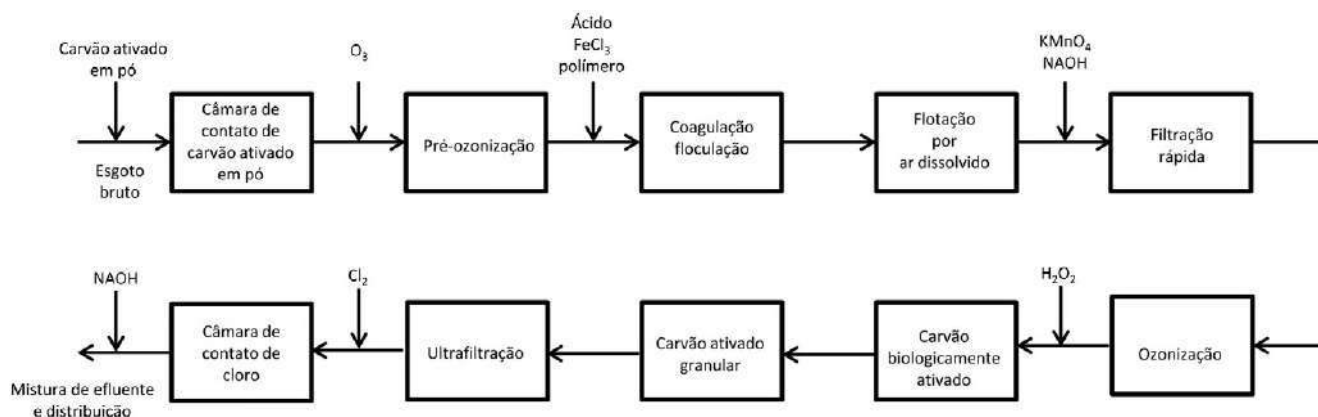 Carvão ativado
em pó
Esgoto
bruto
Câmara de
contato de
carvão ativado
em pó
O₃
Pré-ozonização
Ácido
FeCl₃
polímero
Coagulação
floculação
Flotação
por
ar dissolvido
KMnO₄
NAOH
Filtração
rápida
Ozonização
H₂O₂
Carvão
biologicamente
ativado
Carvão ativado
granular
Ultrafiltração
Cl₂
Câmara de
contato de
cloro
NAOH
Mistura de efluente
e distribuição